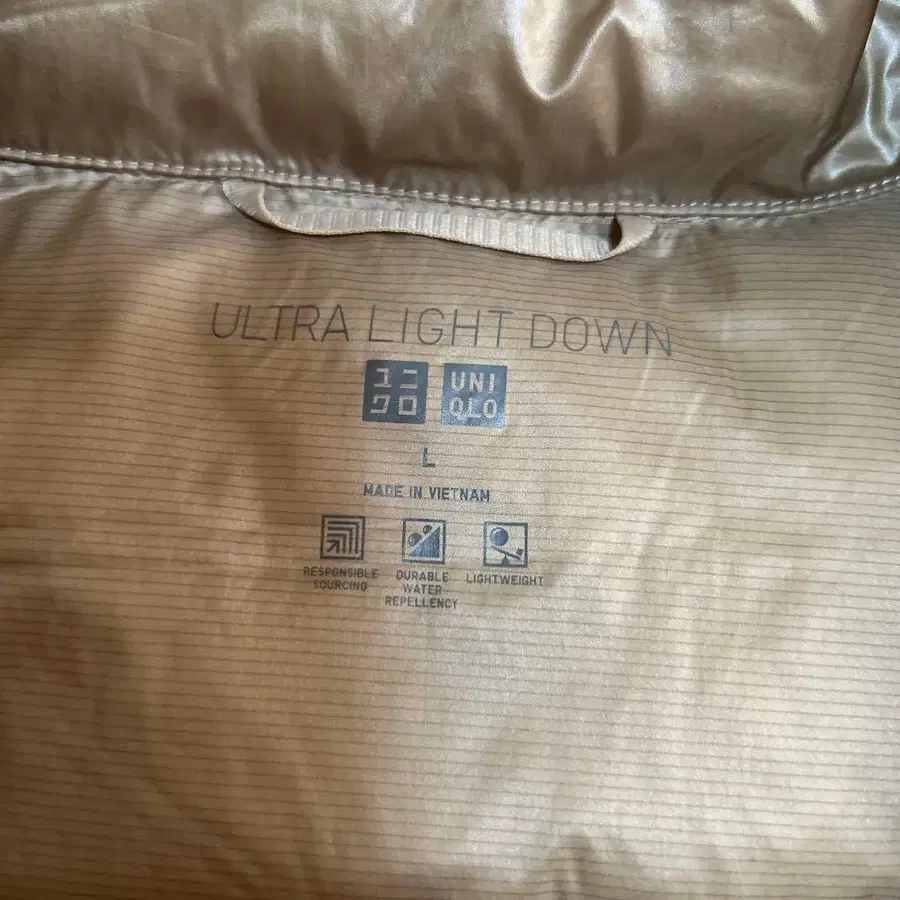 ULTRA LIGHT DOWN
ユニ UNI
クロ QLO
L
MADE IN VIETNAM
RESPONSIBLE SOURCING
DURABLE WATER REPELLENCY
LIGHTWEIGHT